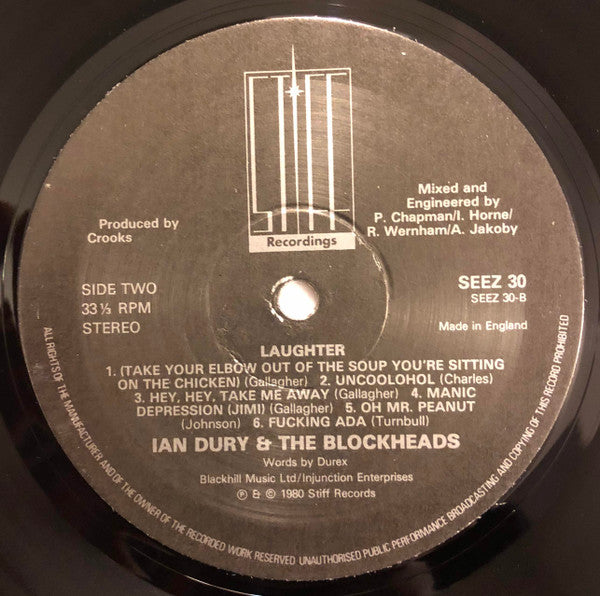 STIFF
Recordings
Produced by
Crooks
Mixed and
Engineered by
P. Chapman/I. Horne/
R. Wernham/A. Jakoby
SIDE TWO
33⅓ RPM
STEREO
SEEZ 30
SEEZ 30-B
Made in England
LAUGHTER
1. (TAKE YOUR ELBOW OUT OF THE SOUP YOU'RE SITTING
ON THE CHICKEN) (Gallagher) 2. UNCOOLOHOL (Charles)
3. HEY, HEY, TAKE ME AWAY (Gallagher) 4. MANIC
DEPRESSION (JIMI) (Gallagher) 5. OH MR. PEANUT
(Johnson) 6. FUCKING ADA (Turnbull)
IAN DURY & THE BLOCKHEADS
Words by Durex
Blackhill Music Ltd/Injunction Enterprises
℗ & © 1980 Stiff Records
ALL RIGHTS OF THE MANUFACTURER AND OF THE OWNER OF THE RECORDED WORK RESERVED UNAUTHORISED PUBLIC PERFORMANCE BROADCASTING AND COPYING OF THIS RECORD PROHIBITED